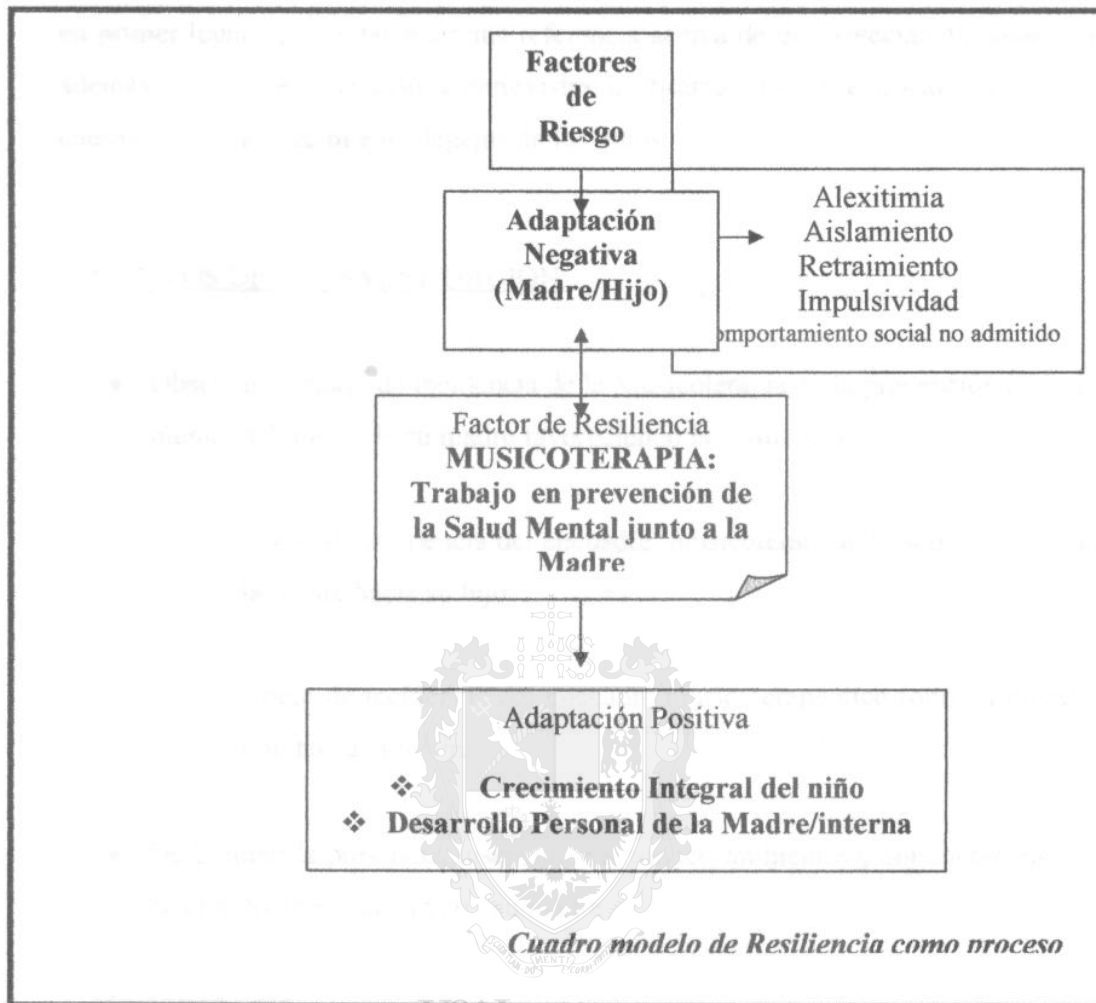 Factores
de
Riesgo
Adaptación
Negativa
(Madre/Hijo)
Alexitimia
Aislamiento
Retraimiento
Impulsividad
omportamiento social no admitido
Factor de Resiliencia
MUSICOTERAPIA:
Trabajo en prevención de
la Salud Mental junto a la
Madre
Adaptación Positiva
❖ Crecimiento Integral del niño
❖ Desarrollo Personal de la Madre/interna
Cuadro modelo de Resiliencia como proceso